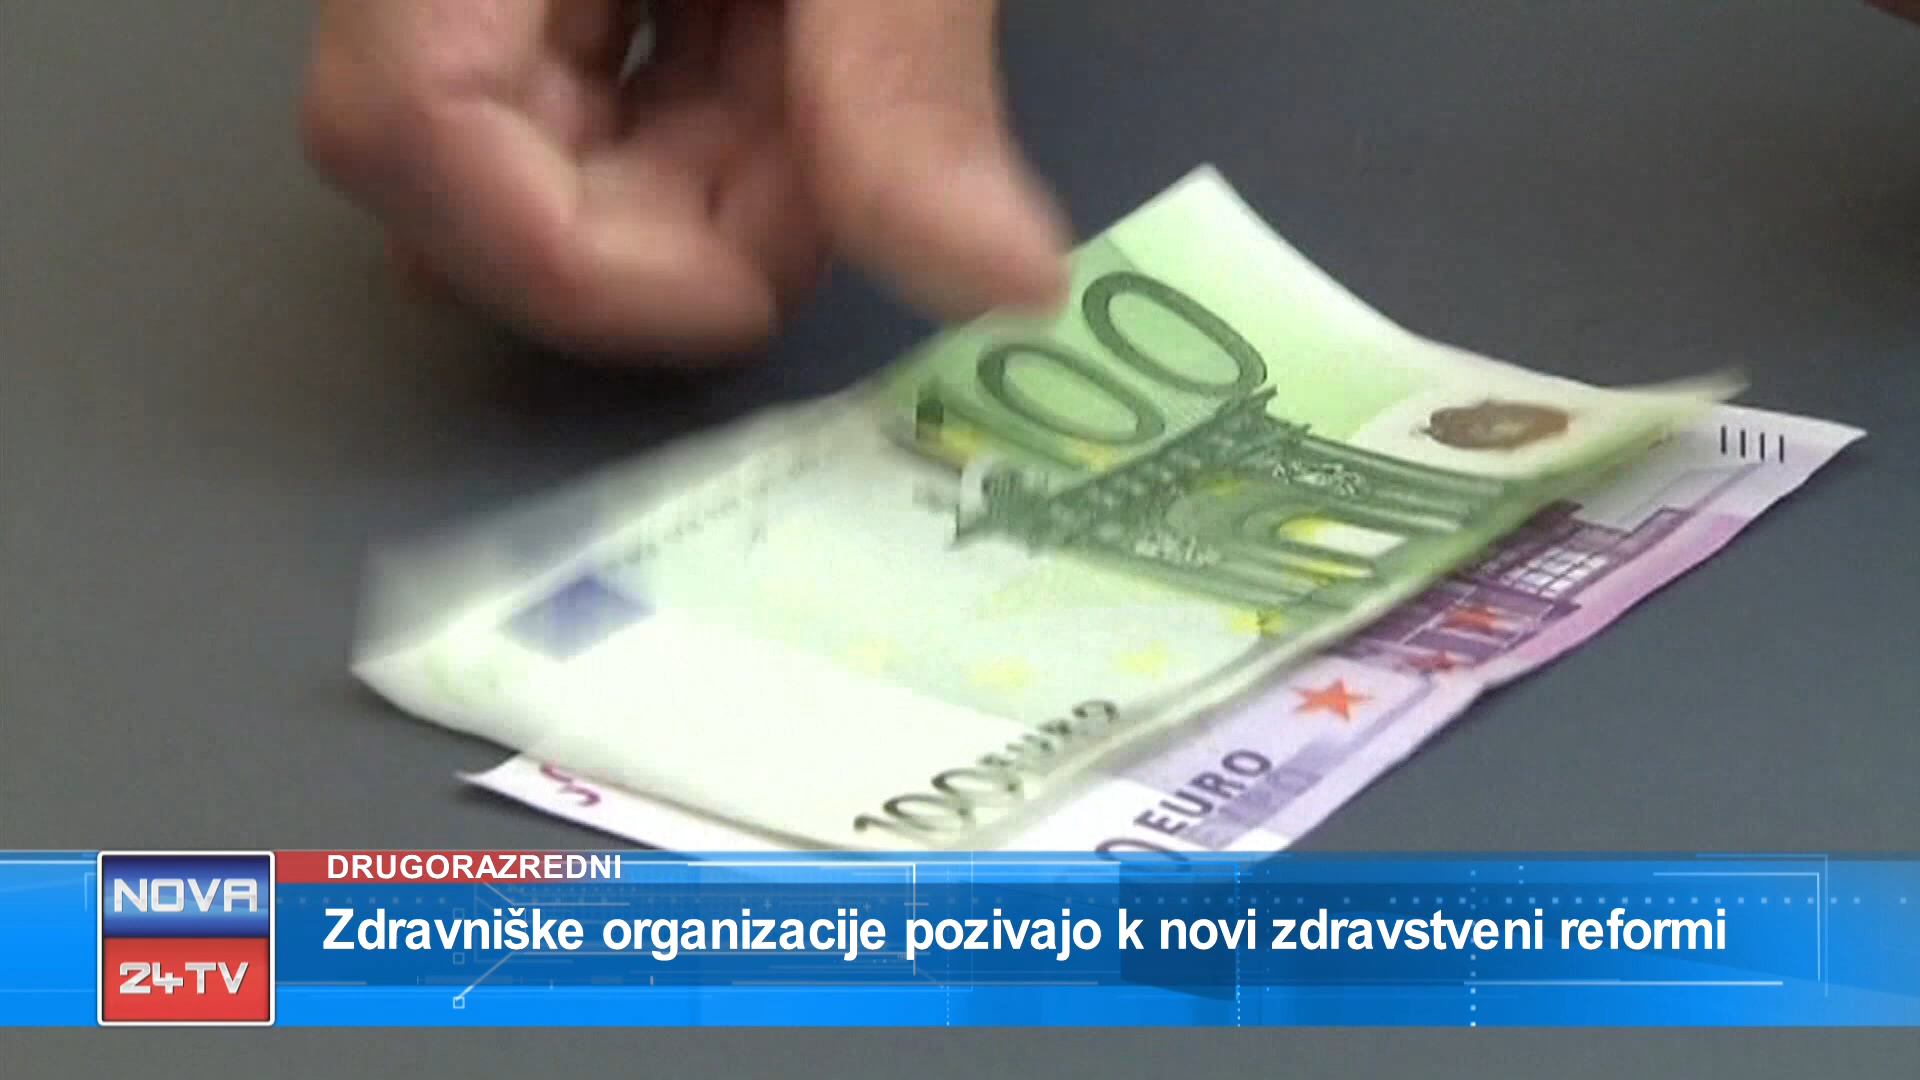 100
100 EURO
EURO
DRUGORAZREDNI
Zdravniške organizacije pozivajo k novi zdravstveni reformi
NOVA
24TV